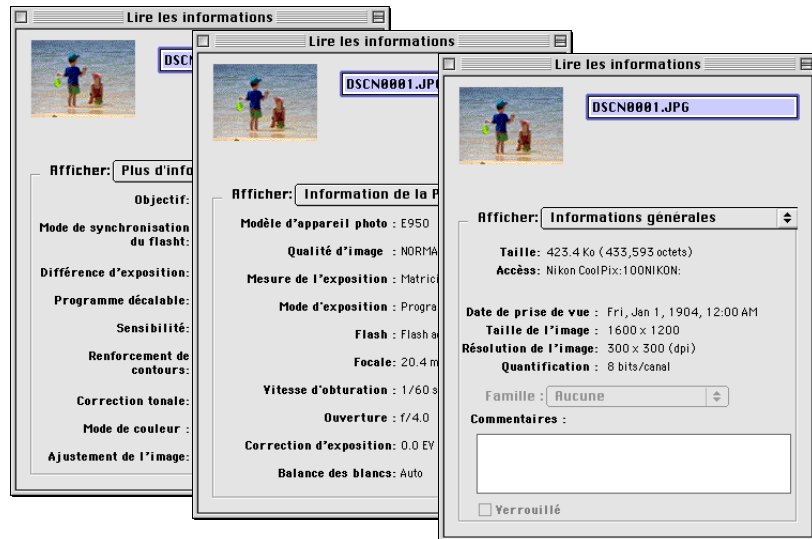 Lire les informations
DSCN
Afficher: Plus d'info
Objectif:
Mode de synchronisation
du flasht:
Différence d'exposition:
Programme décalable:
Sensibilité:
Renforcement de
contours:
Correction tonale:
Mode de couleur :
Ajustement de l'image:
Lire les informations
DSCN0001.JPG
Afficher: Information de la P
Modèle d'appareil photo : E950
Qualité d'image : NORMA
Mesure de l'exposition : Matrici
Mode d'exposition : Progra
Flash : Flash a
Focale: 20.4 m
Vitesse d'obturation : 1/60 s
Ouverture : f/4.0
Correction d'exposition: 0.0 EV
Balance des blancs: Auto
Lire les informations
DSCN0001.JPG
Afficher: Informations générales
Taille: 423.4 Ko (433,593 octets)
Accès: Nikon CoolPix:100NIKON:
Date de prise de vue : Fri, Jan 1, 1904, 12:00 AM
Taille de l'image : 1600 x 1200
Résolution de l'image: 300 x 300 (dpi)
Quantification : 8 bits/canal
Famille : Aucune
Commentaires :
Verrouillé